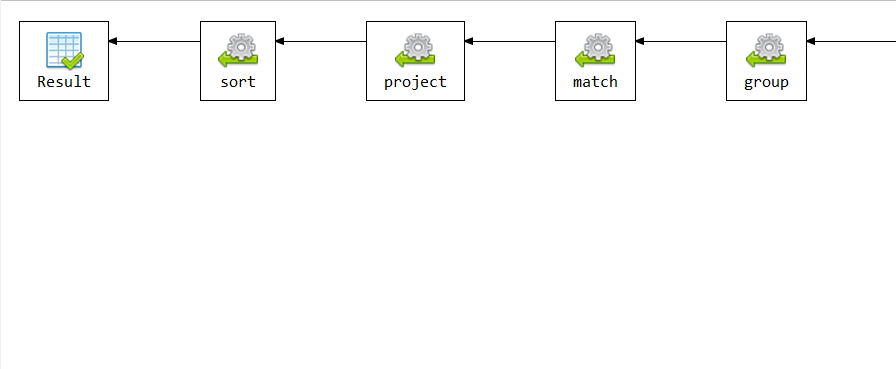 Result
sort
project
match
group